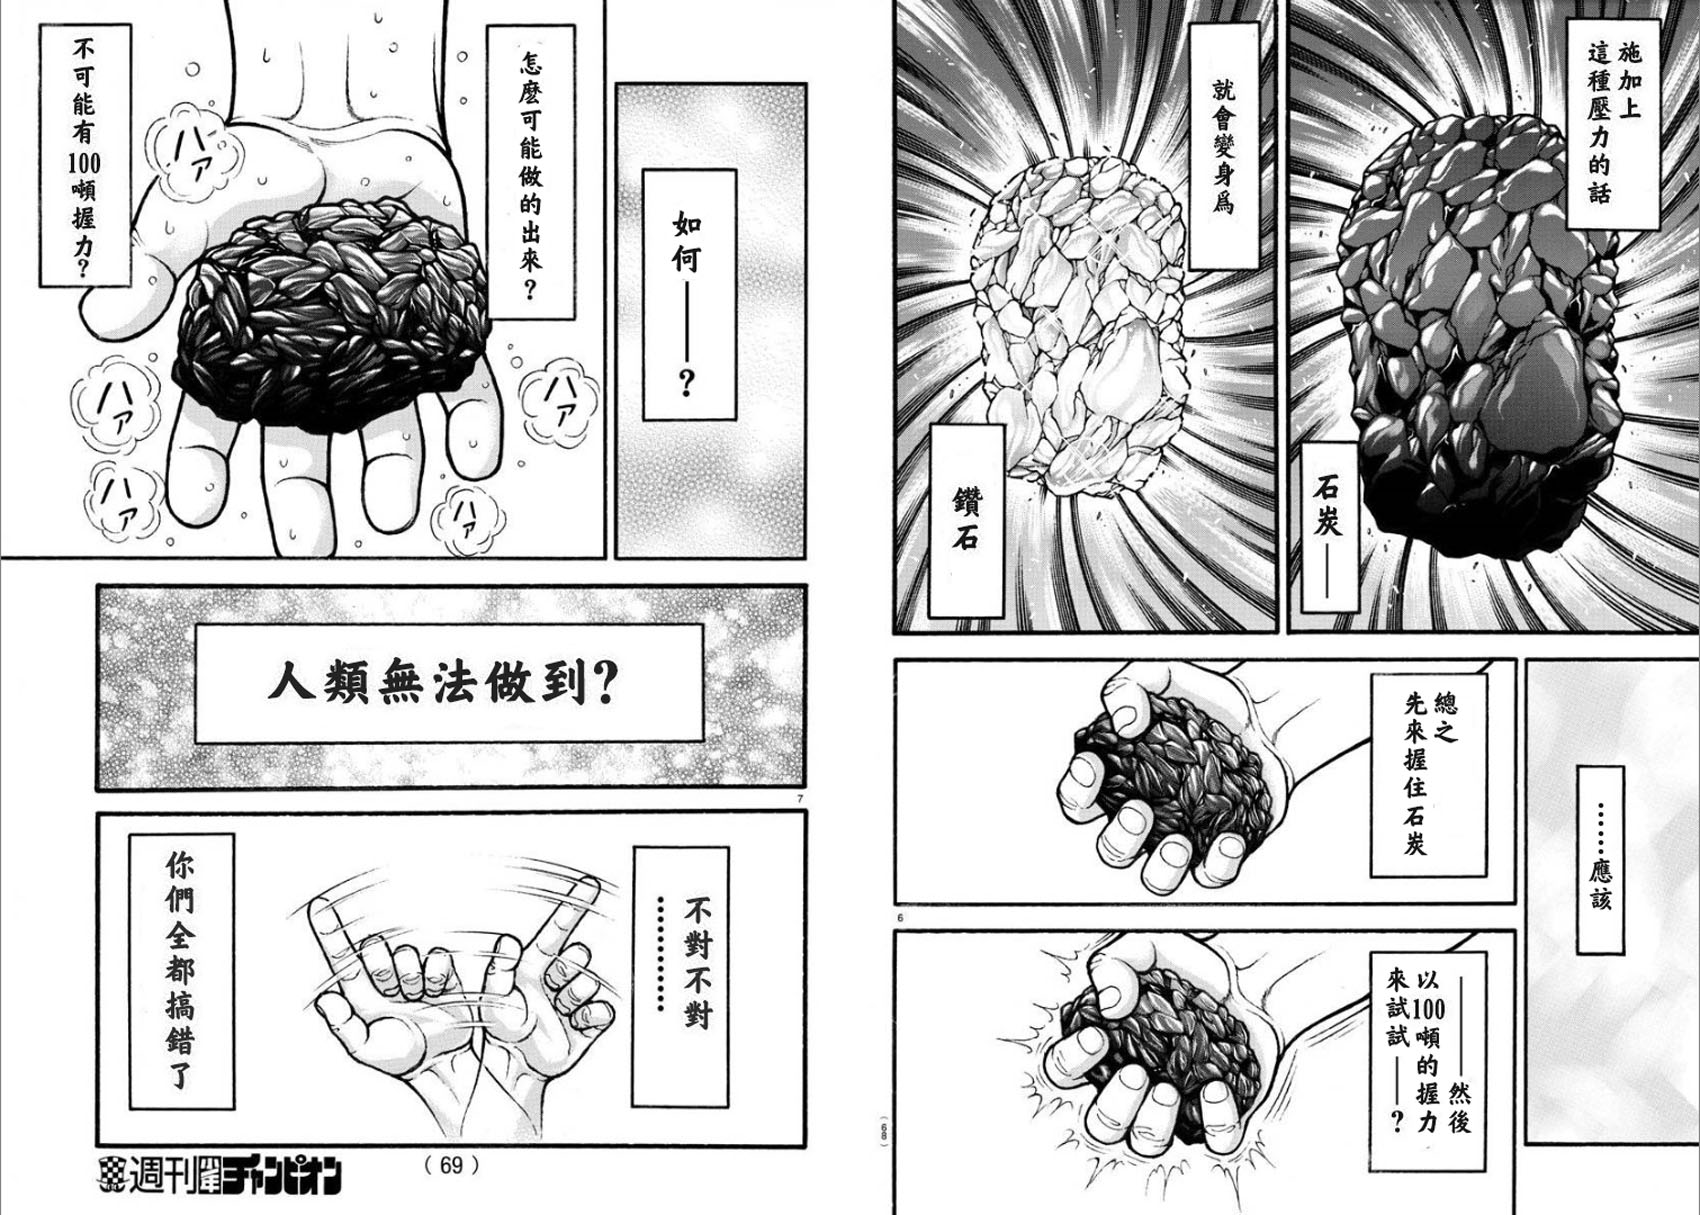 施加上
這種壓力的話
石炭——
就會變身為
鑽石
……應該
總之
先來握住石炭
6
——然後
以100噸的握力
來試試——?
(68)
如何——?
怎麼可能做的出來?
不可能有100噸握力?
ハァ
ハァ
ハァ
ハァ
ハァ
人類無法做到?
7
不對不對
………
你們全都搞錯了
週刊少年チャンピオン
(69)